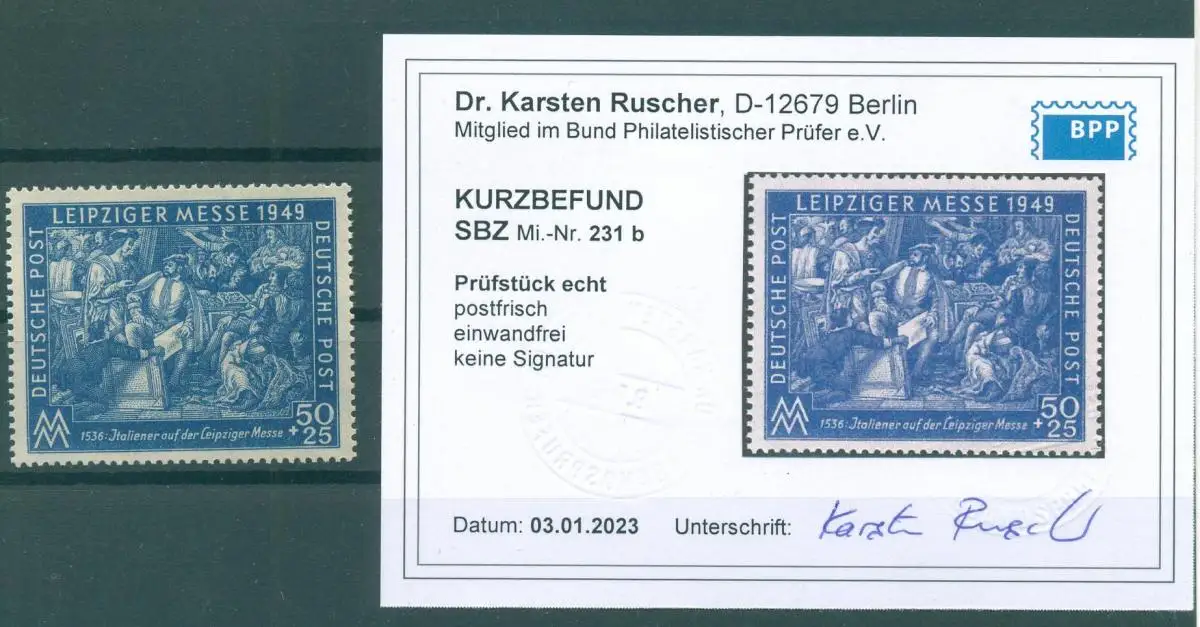 LEIPZIGER MESSE 1949
DEUTSCHE POST
DEUTSCHE POST
50
+ 25
1536: Italiener auf der Leipziger Messe
Dr. Karsten Ruscher, D-12679 Berlin
Mitglied im Bund Philatelistischer Prüfer e.V.
BPP
KURZBEFUND
SBZ Mi.-Nr. 231 b
Prüfstück echt
postfrisch
einwandfrei
keine Signatur
LEIPZIGER MESSE 1949
DEUTSCHE POST
DEUTSCHE POST
50
+ 25
1536: Italiener auf der Leipziger Messe
Datum: 03.01.2023 Unterschrift: Karsten Ruscher